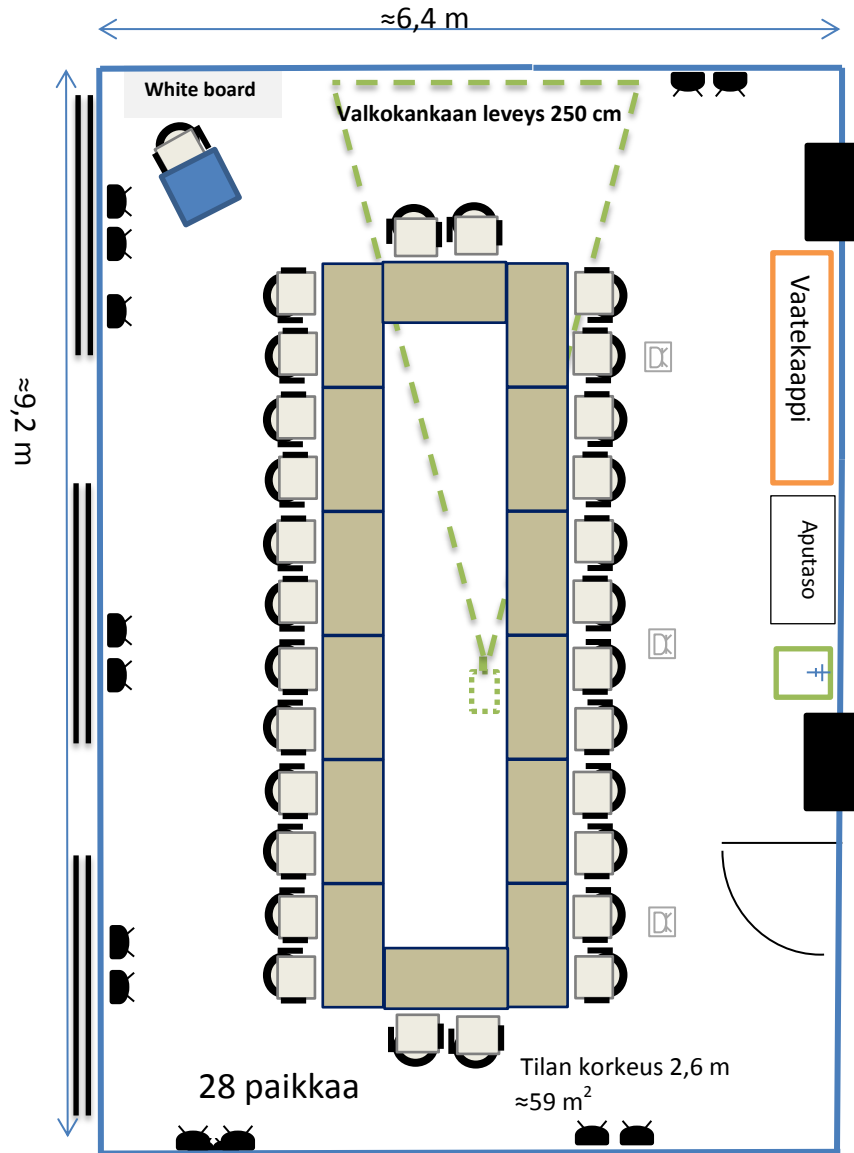 ≈6,4 m
White board
Valkokankaan leveys 250 cm
≈9,2 m
Vaatekaappi
Aputaso
28 paikkaa
Tilan korkeus 2,6 m
≈59 m²